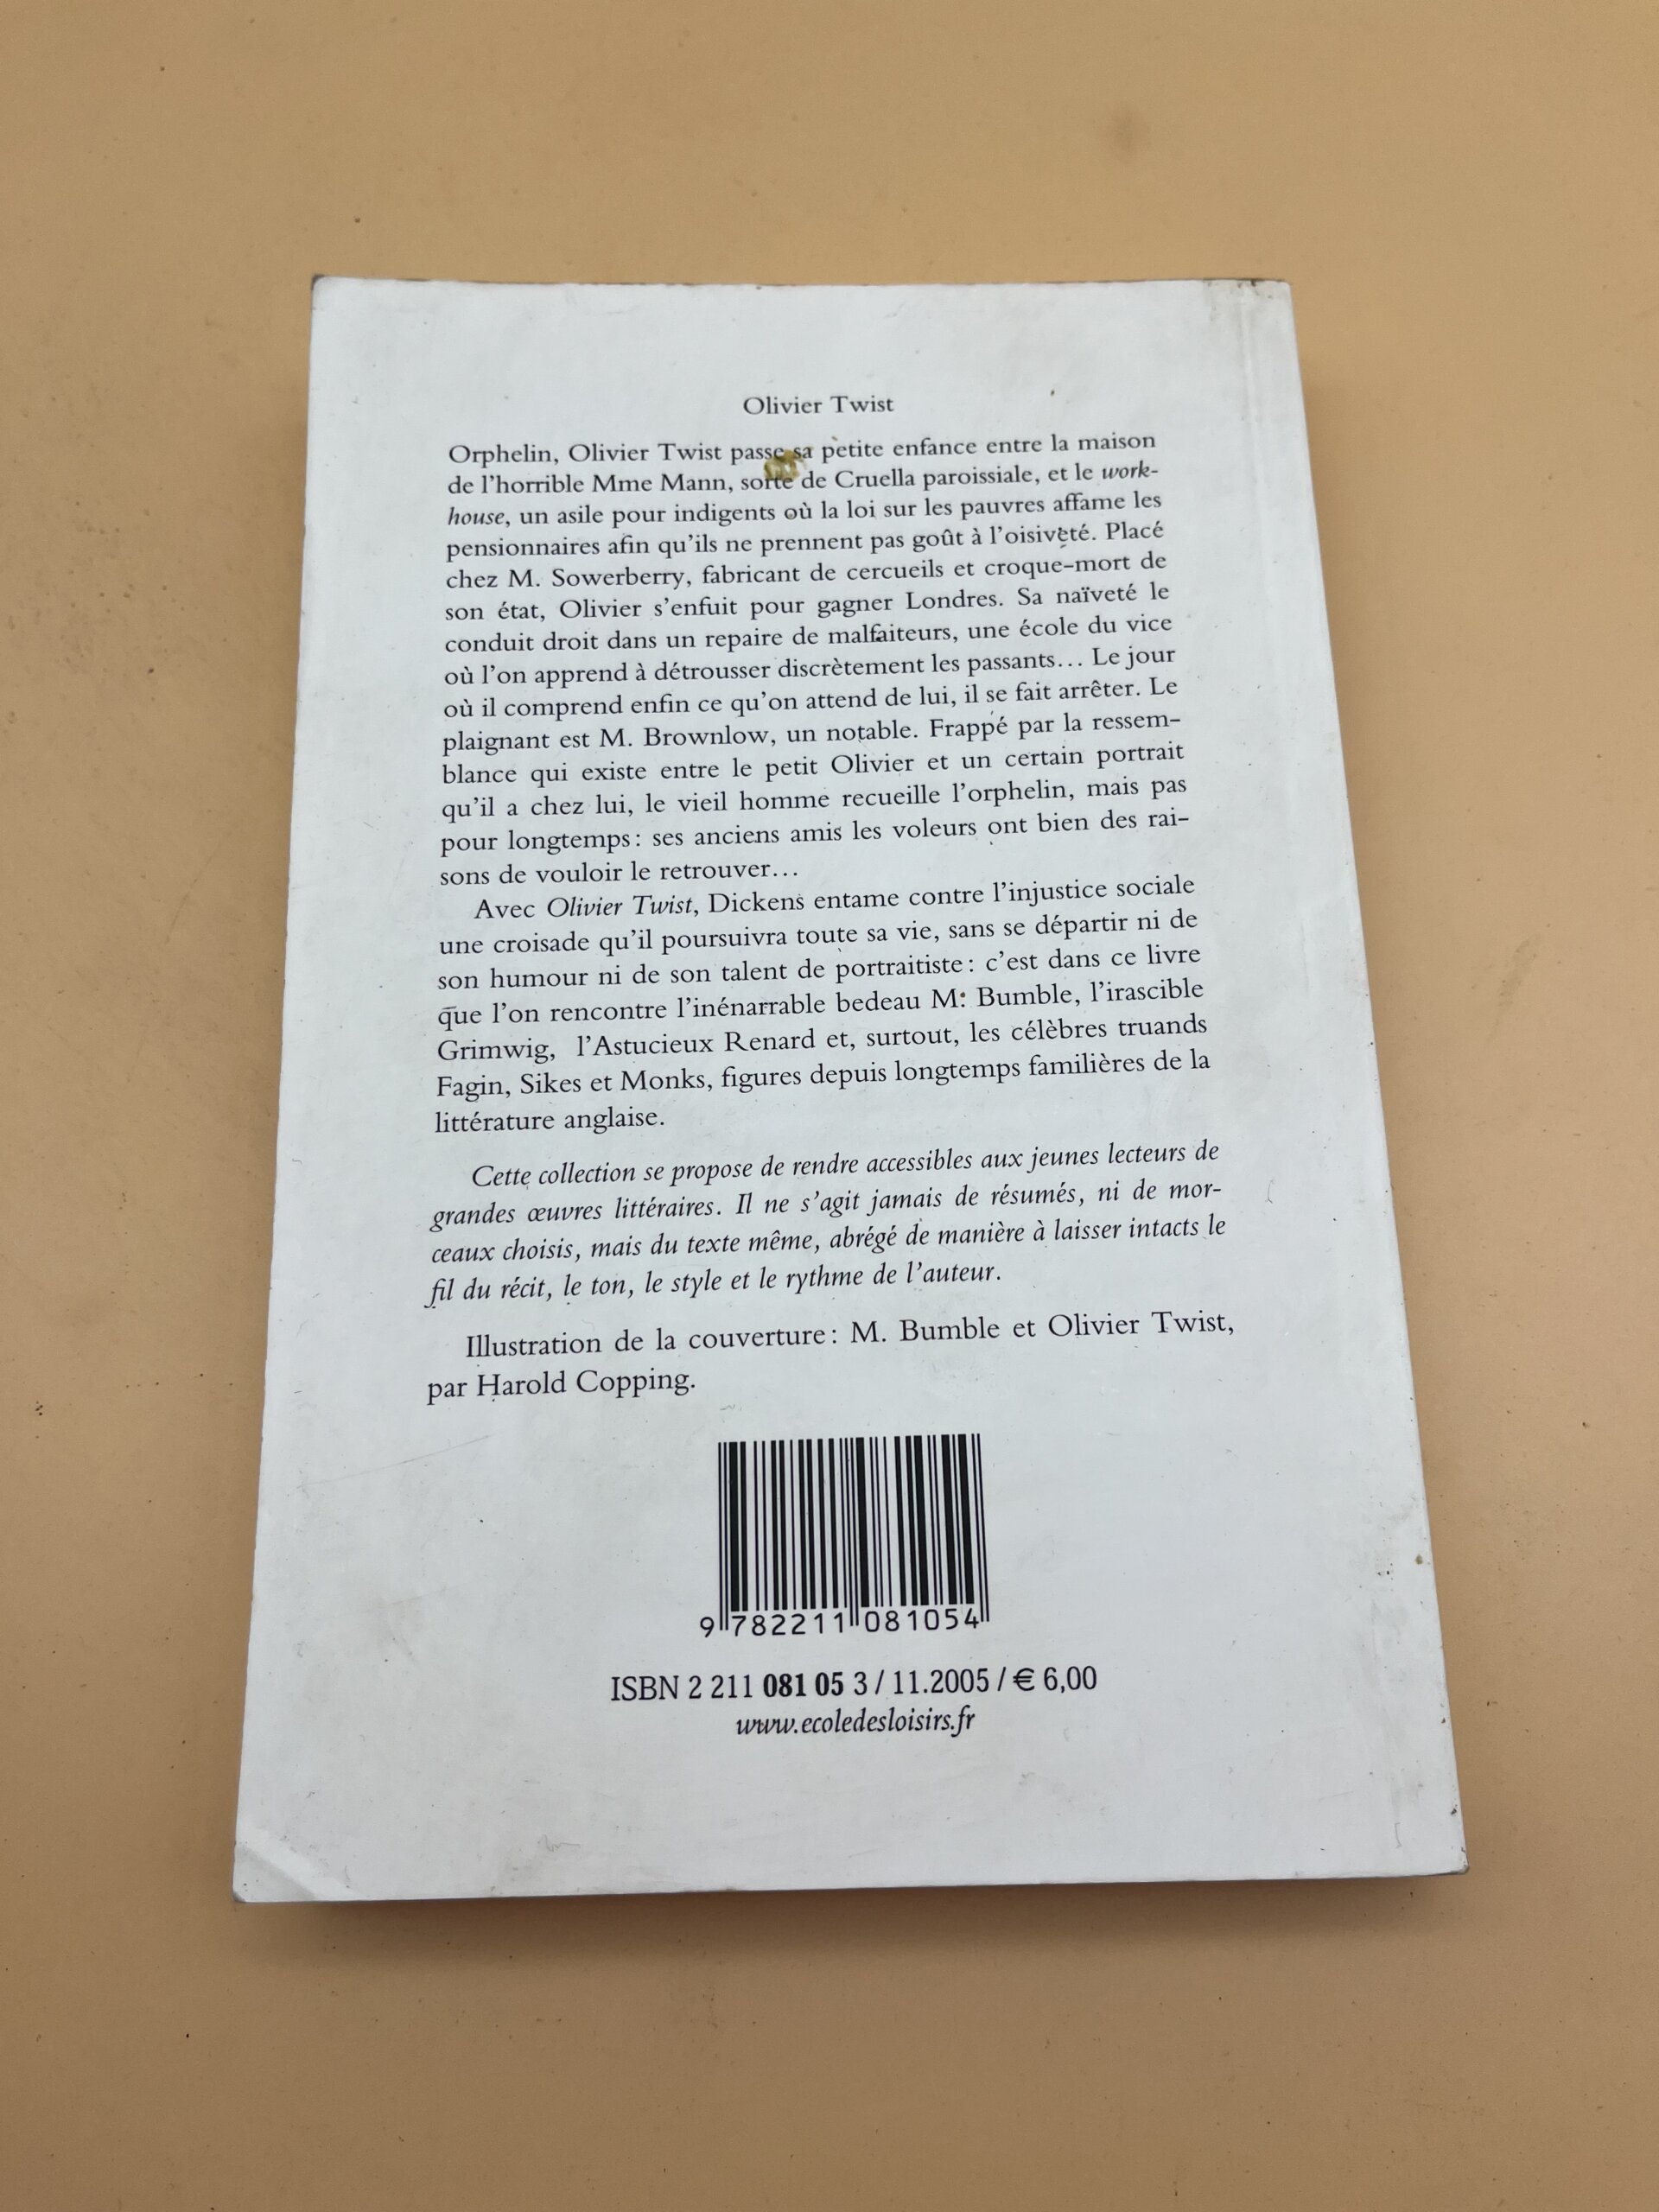 Olivier Twist
Orphelin, Olivier Twist passe sa petite enfance entre la maison
de l'horrible Mme Mann, sorte de Cruella paroissiale, et le work-
house, un asile pour indigents où la loi sur les pauvres affame les
pensionnaires afin qu'ils ne prennent pas goût à l'oisiveté. Placé
chez M. Sowerberry, fabricant de cercueils et croque-mort de
son état, Olivier s'enfuit pour gagner Londres. Sa naïveté le
conduit droit dans un repaire de malfaiteurs, une école du vice
où l'on apprend à détrousser discrètement les passants... Le jour
où il comprend enfin ce qu'on attend de lui, il se fait arrêter. Le
plaignant est M. Brownlow, un notable. Frappé par la ressem-
blance qui existe entre le petit Olivier et un certain portrait
qu'il a chez lui, le vieil homme recueille l'orphelin, mais pas
pour longtemps : ses anciens amis les voleurs ont bien des rai-
sons de vouloir le retrouver...
Avec Olivier Twist, Dickens entame contre l'injustice sociale
une croisade qu'il poursuivra toute sa vie, sans se départir ni de
son humour ni de son talent de portraitiste : c'est dans ce livre
que l'on rencontre l'inénarrable bedeau M. Bumble, l'irascible
Grimwig, l'Astucieux Renard et, surtout, les célèbres truands
Fagin, Sikes et Monks, figures depuis longtemps familières de la
littérature anglaise.
Cette collection se propose de rendre accessibles aux jeunes lecteurs de
grandes œuvres littéraires. Il ne s'agit jamais de résumés, ni de mor-
ceaux choisis, mais du texte même, abrégé de manière à laisser intacts le
fil du récit, le ton, le style et le rythme de l'auteur.
Illustration de la couverture : M. Bumble et Olivier Twist,
par Harold Copping.
9 782211 081054
ISBN 2 211 081 05 3 / 11.2005 / € 6,00
www.ecoledesloisirs.fr